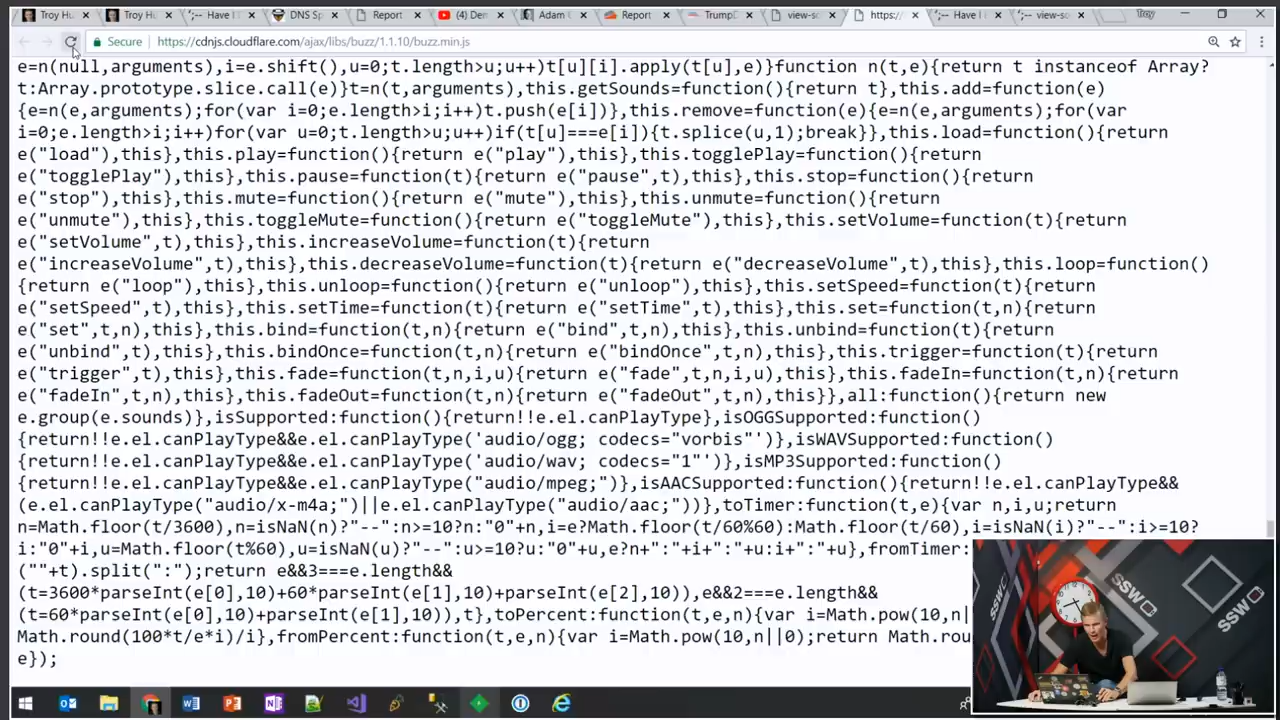 Troy Hu
Troy Hu
';-- Have I
DNS Sp
Report
(4) De
Adam
Report
TrumpD
view-so
https:/
';-- Have I
';-- view-so
Troy
Secure
https://cdnjs.cloudflare.com/ajax/libs/buzz/1.1.10/buzz.min.js
e=n(null,arguments),i=e.shift(),u=0;t.length>u;u++)t[u][i].apply(t[u],e)}function n(t,e){return t instanceof Array?
t:Array.prototype.slice.call(e)}t=n(t,arguments),this.getSounds=function(){return t},this.add=function(e)
{e=n(e,arguments);for(var i=0;e.length>i;i++)t.push(e[i])},this.remove=function(e){e=n(e,arguments);for(var
i=0;e.length>i;i++)for(var u=0;t.length>u;u++)if(t[u]===e[i]){t.splice(u,1);break}},this.load=function(){return
e("load"),this},this.play=function(){return e("play"),this},this.togglePlay=function(){return
e("togglePlay"),this},this.pause=function(t){return e("pause",t),this},this.stop=function(){return
e("stop"),this},this.mute=function(){return e("mute"),this},this.unmute=function(){return
e("unmute"),this},this.toggleMute=function(){return e("toggleMute"),this},this.setVolume=function(t){return
e("setVolume",t),this},this.increaseVolume=function(t){return
e("increaseVolume",t),this},this.decreaseVolume=function(t){return e("decreaseVolume",t),this},this.loop=function()
{return e("loop"),this},this.unloop=function(){return e("unloop"),this},this.setSpeed=function(t){return
e("setSpeed",t),this},this.setTime=function(t){return e("setTime",t),this},this.set=function(t,n){return
e("set",t,n),this},this.bind=function(t,n){return e("bind",t,n),this},this.unbind=function(t){return
e("unbind",t),this},this.bindOnce=function(t,n){return e("bindOnce",t,n),this},this.trigger=function(t){return
e("trigger",t),this},this.fade=function(t,n,i,u){return e("fade",t,n,i,u),this},this.fadeIn=function(t,n){return
e("fadeIn",t,n),this},this.fadeOut=function(t,n){return e("fadeOut",t,n),this}},all:function(){return new
e.group(e.sounds)},isSupported:function(){return!!e.el.canPlayType},isOGGSupported:function()
{return!!e.el.canPlayType&&e.el.canPlayType('audio/ogg; codecs="vorbis"')},isWAVSupported:function()
{return!!e.el.canPlayType&&e.el.canPlayType('audio/wav; codecs="1"')},isMP3Supported:function()
{return!!e.el.canPlayType&&e.el.canPlayType("audio/mpeg;")},isAACSupported:function(){return!!e.el.canPlayType&&
(e.el.canPlayType("audio/x-m4a;")||e.el.canPlayType("audio/aac;"))},toTimer:function(t,e){var n,i,u;return
n=Math.floor(t/3600),n=isNaN(n)?"--":n>=10?n:"0"+n,i=e?Math.floor(t/60%60):Math.floor(t/60),i=isNaN(i)?"--":i>=10?
i:"0"+i,u=Math.floor(t%60),u=isNaN(u)?"--":u>=10?u:"0"+u,e?n+":"+i+":"+u:i+":"+u},fromTimer:
(""+t).split(":");return e&&3===e.length&&
(t=3600*parseInt(e[0],10)+60*parseInt(e[1],10)+parseInt(e[2],10)),e&&2===e.length&&
(t=60*parseInt(e[0],10)+parseInt(e[1],10)),t},toPercent:function(t,e,n){var i=Math.pow(10,n|
Math.round(100*t/e*i)/i},fromPercent:function(t,e,n){var i=Math.pow(10,n||0);return Math.rou
e});
SSW
SSW
SSW